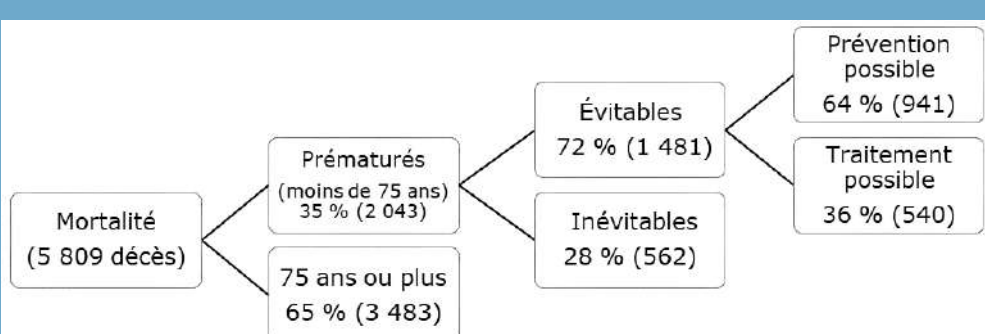 Mortalité
(5 809 décès)
Prématurés
(moins de 75 ans)
35 % (2 043)
75 ans ou plus
65 % (3 483)
Évitables
72 % (1 481)
Inévitables
28 % (562)
Prévention
possible
64 % (941)
Traitement
possible
36 % (540)